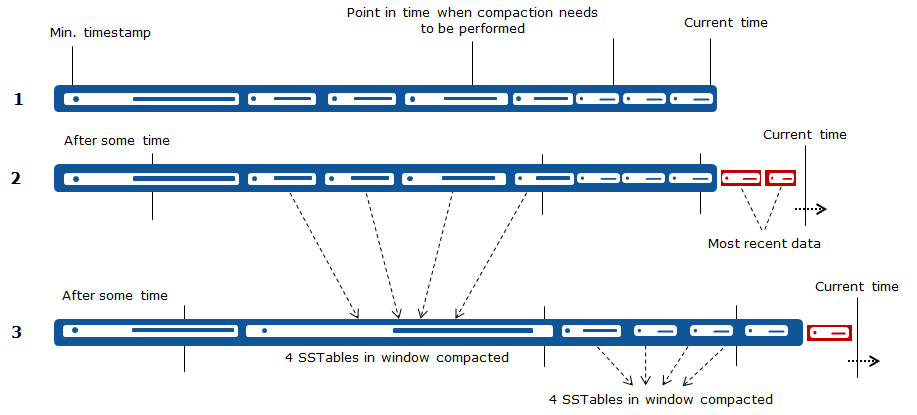 Point in time when compaction needs
to be performed
Current time
Min. timestamp
1
After some time
Current time
2
Most recent data
After some time
Current time
3
4 SSTables in window compacted
4 SSTables in window compacted